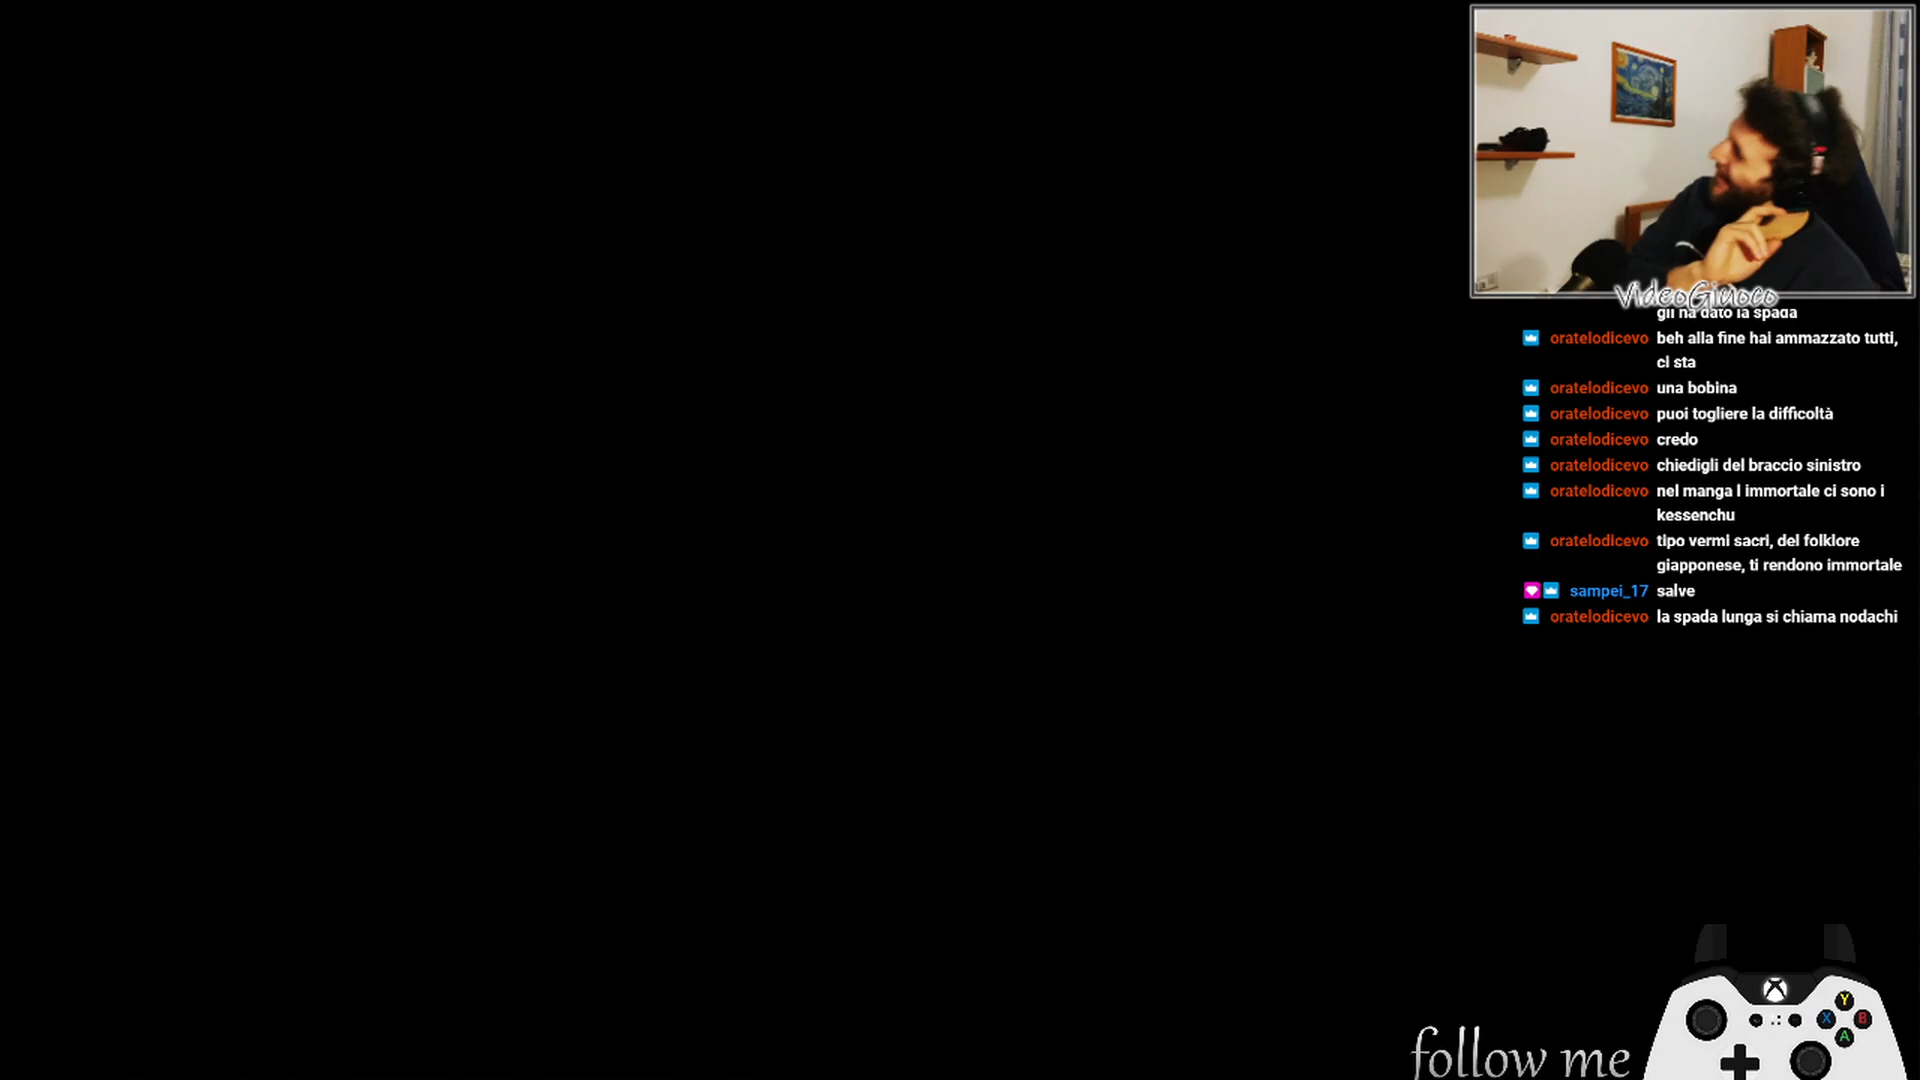 VideoGiuoco
gli ha dato la spada
oratelodicevo beh alla fine hai ammazzato tutti,
ci sta
oratelodicevo una bobina
oratelodicevo puoi togliere la difficoltà
oratelodicevo credo
oratelodicevo chiedigli del braccio sinistro
oratelodicevo nel manga l immortale ci sono i
kessenchu
oratelodicevo tipo vermi sacri, del folklore
giapponese, ti rendono immortale
sampei_17 salve
oratelodicevo la spada lunga si chiama nodachi
Y
X B
A
follow me